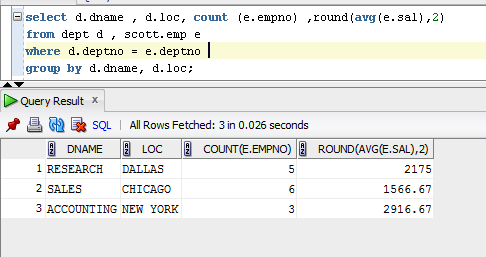 select d.dname , d.loc, count (e.empno) ,round(avg(e.sal),2)
from dept d , scott.emp e
where d.deptno = e.deptno
group by d.dname, d.loc;
Query Result x
SQL | All Rows Fetched: 3 in 0.026 seconds
DNAME LOC COUNT(E.EMPNO) ROUND(AVG(E.SAL),2)
1 RESEARCH DALLAS 5 2175
2 SALES CHICAGO 6 1566.67
3 ACCOUNTING NEW YORK 3 2916.67